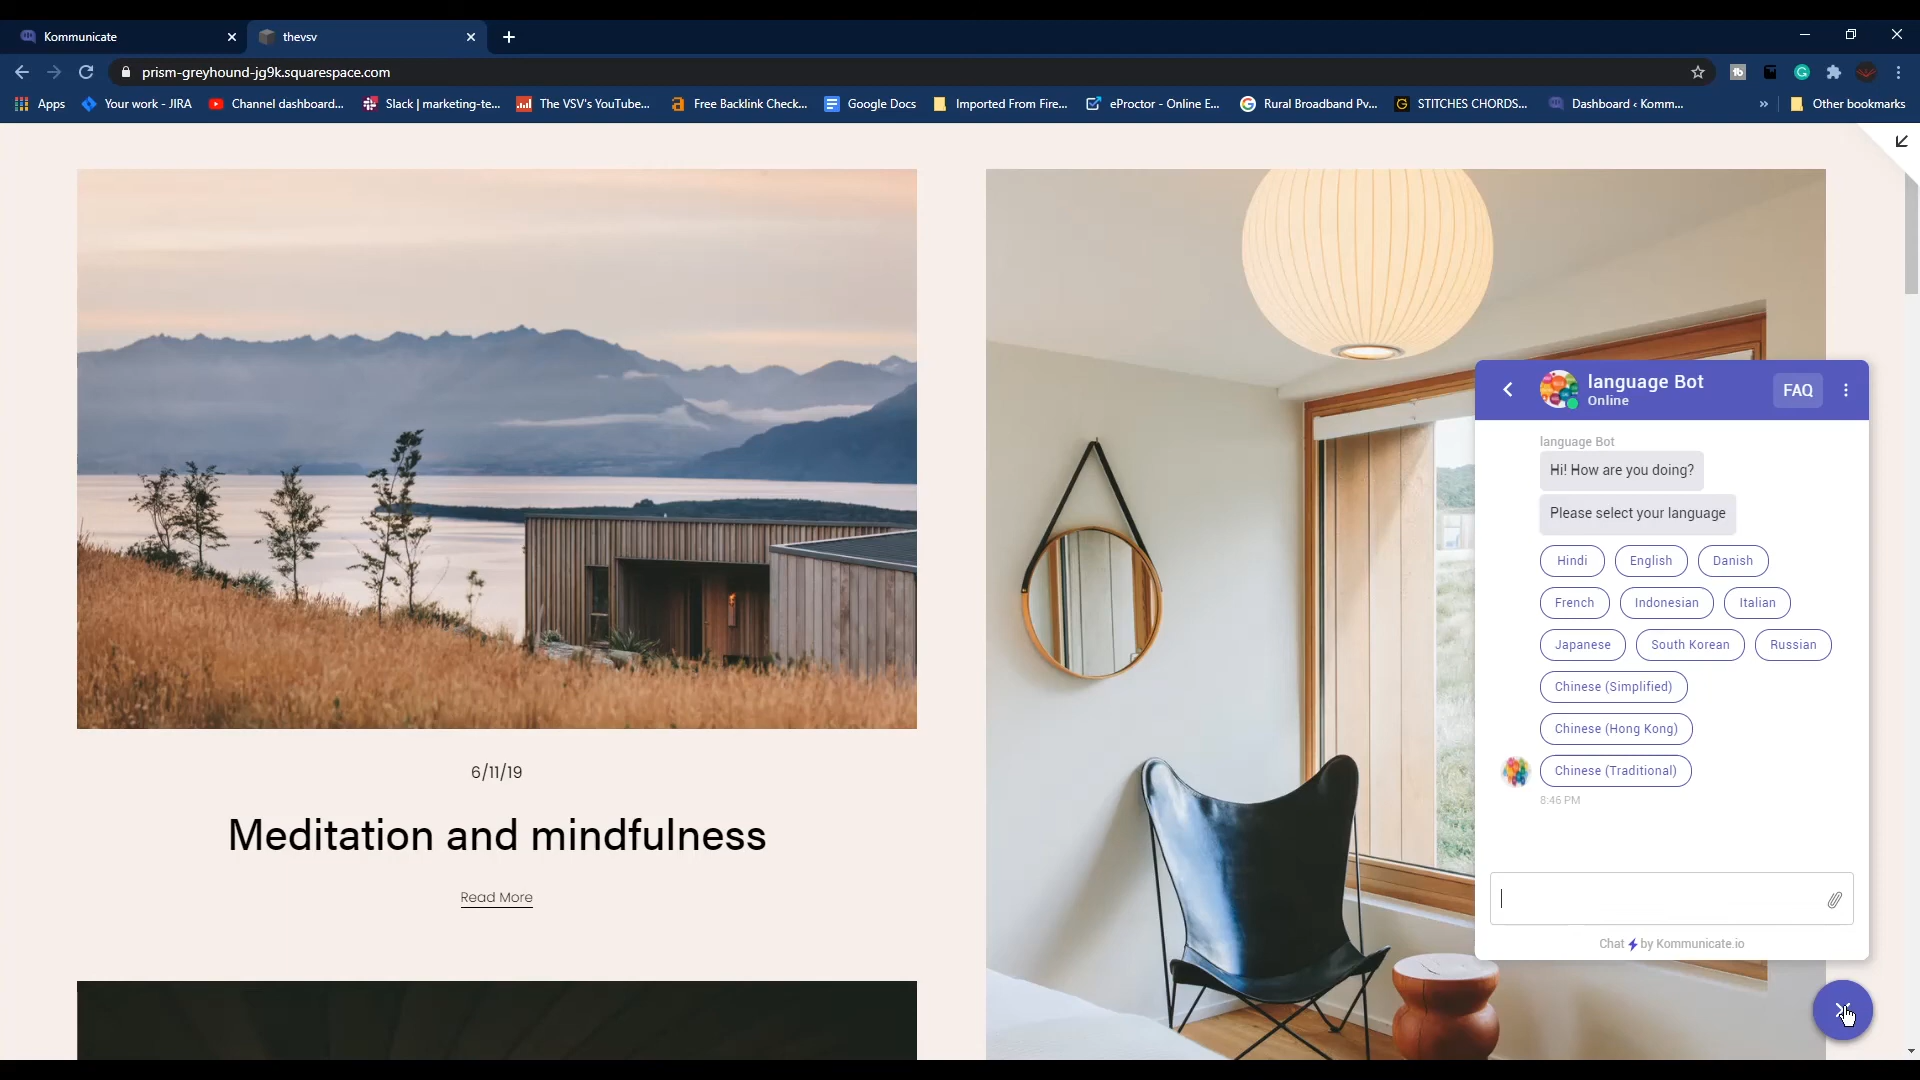 Kommunicate
thevsv
prism-greyhound-jg9k.squarespace.com
Apps
Your work - JIRA
Channel dashboard...
Slack | marketing-te...
The VSV's YouTube...
Free Backlink Check...
Google Docs
Imported From Fire...
eProctor - Online E...
Rural Broadband Pv...
STITCHES CHORDS...
Dashboard ‹ Komm...
»
Other bookmarks
6/11/19
Meditation and mindfulness
Read More
language Bot
Online
FAQ
language Bot
Hi! How are you doing?
Please select your language
Hindi English Danish
French Indonesian Italian
Japanese South Korean Russian
Chinese (Simplified)
Chinese (Hong Kong)
Chinese (Traditional)
8:46 PM
Chat by Kommunicate.io